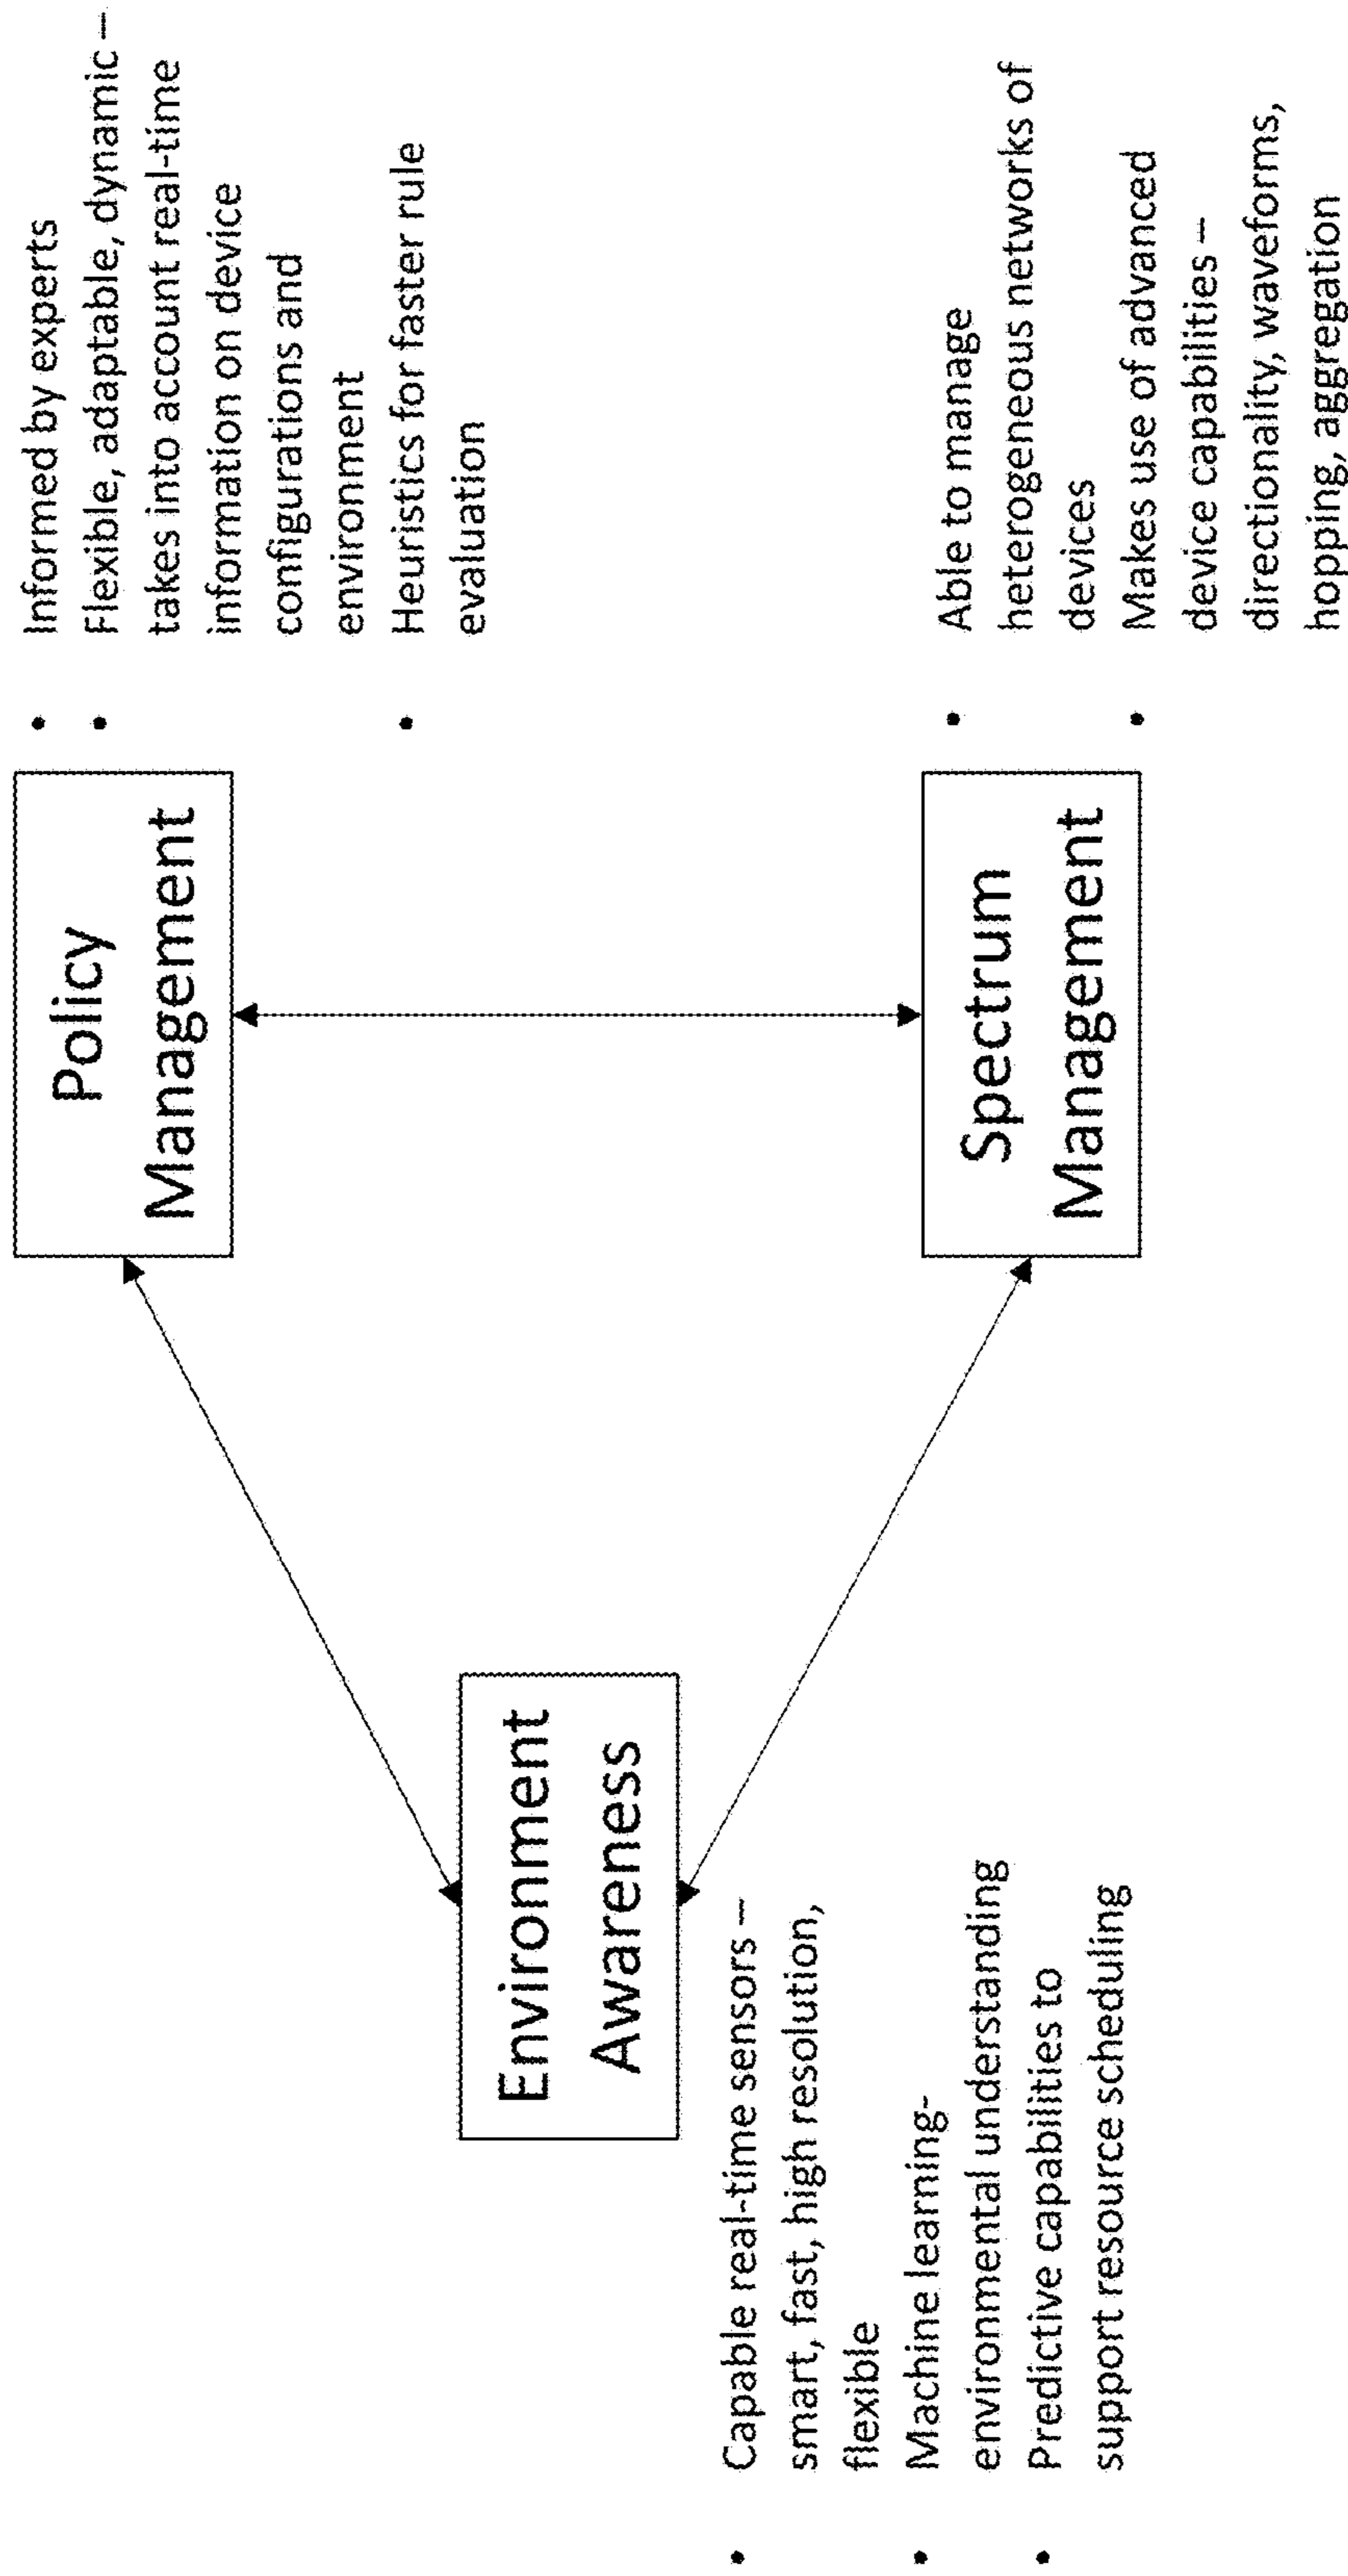 Policy
Management
• Informed by experts
• Flexible, adaptable, dynamic –
takes into account real-time
information on device
configurations and
environment
• Heuristics for faster rule
evaluation
Environment
Awareness
• Capable real-time sensors –
smart, fast, high resolution,
flexible
• Machine learning-
environmental understanding
• Predictive capabilities to
support resource scheduling
Spectrum
Management
• Able to manage
heterogeneous networks of
devices
• Makes use of advanced
device capabilities –
directionality, waveforms,
hopping, aggregation